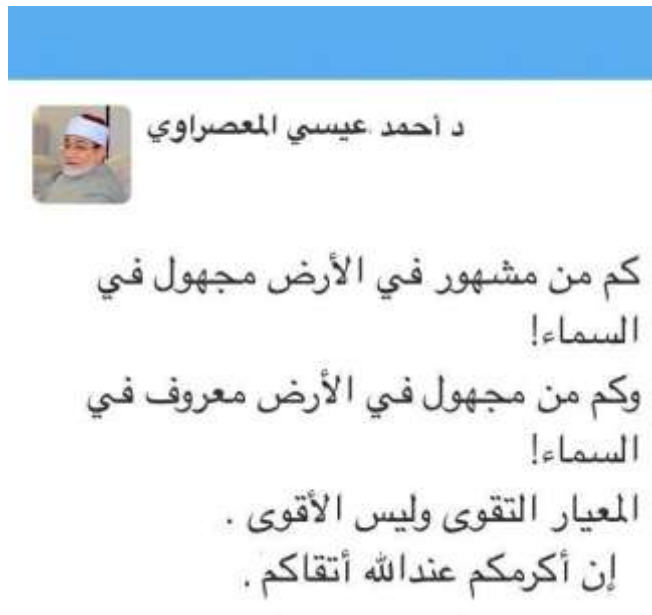 د أحمد عيسي المعصراوي
كم من مشهور في الأرض مجهول في
السماء!
وكم من مجهول في الأرض معروف في
السماء!
المعيار التقوى وليس الأقوى .
إن أكرمكم عندالله أتقاكم .